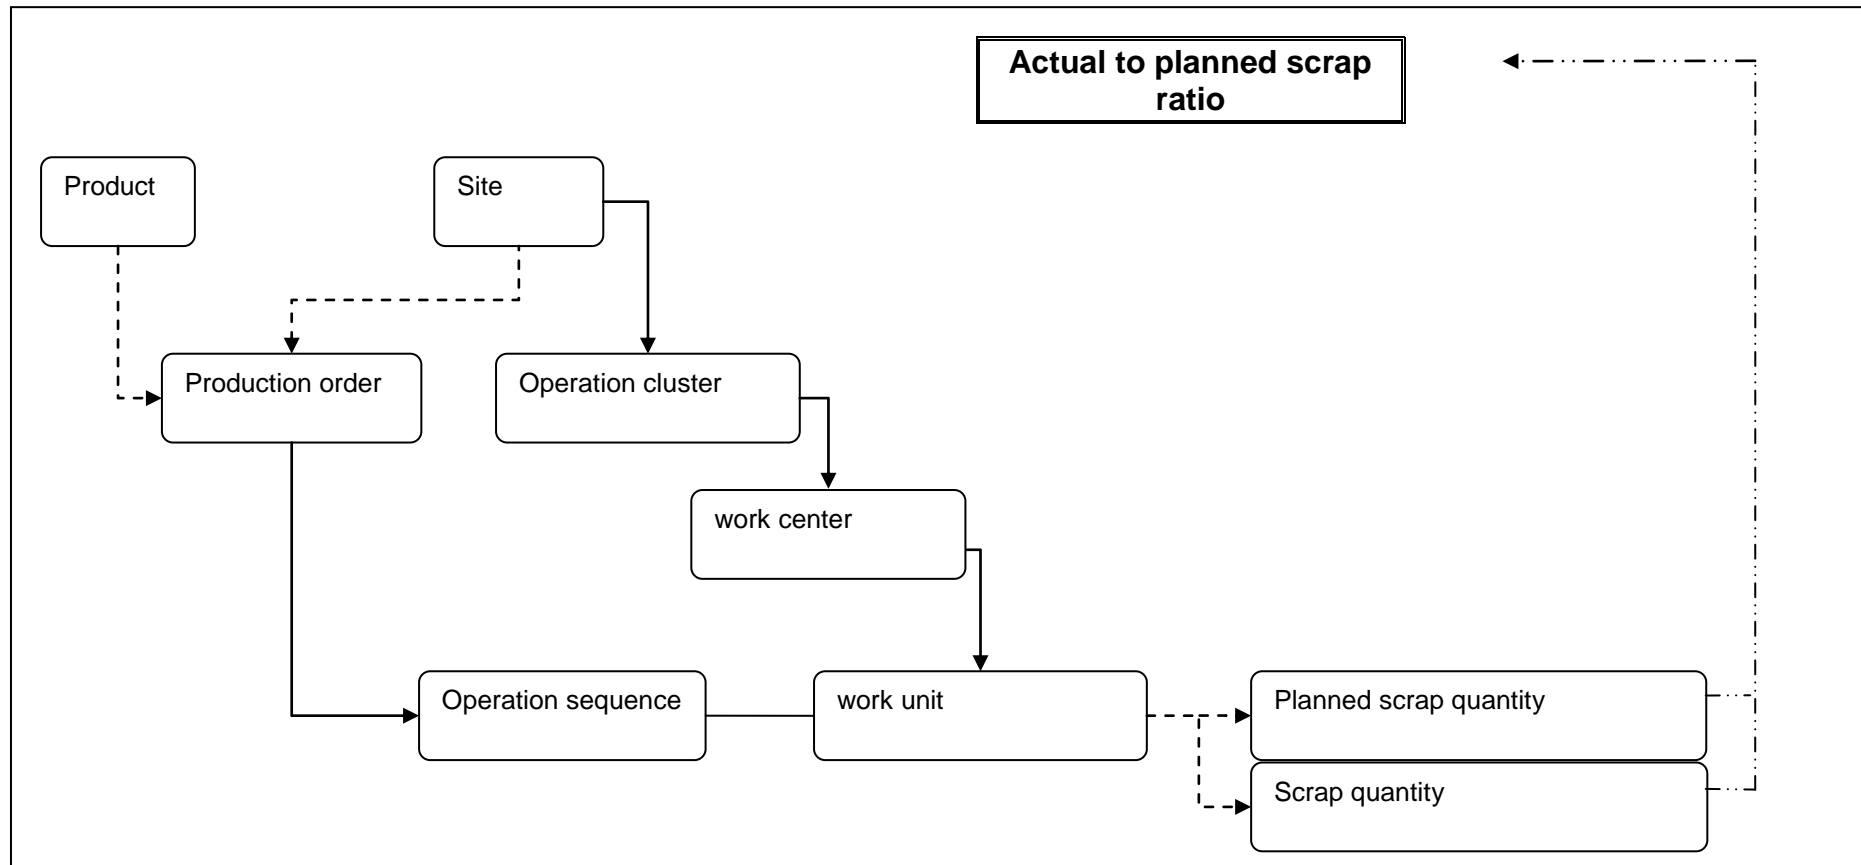 Actual to planned scrap
ratio
Product
Site
Production order
Operation cluster
work center
Operation sequence
work unit
Planned scrap quantity
Scrap quantity